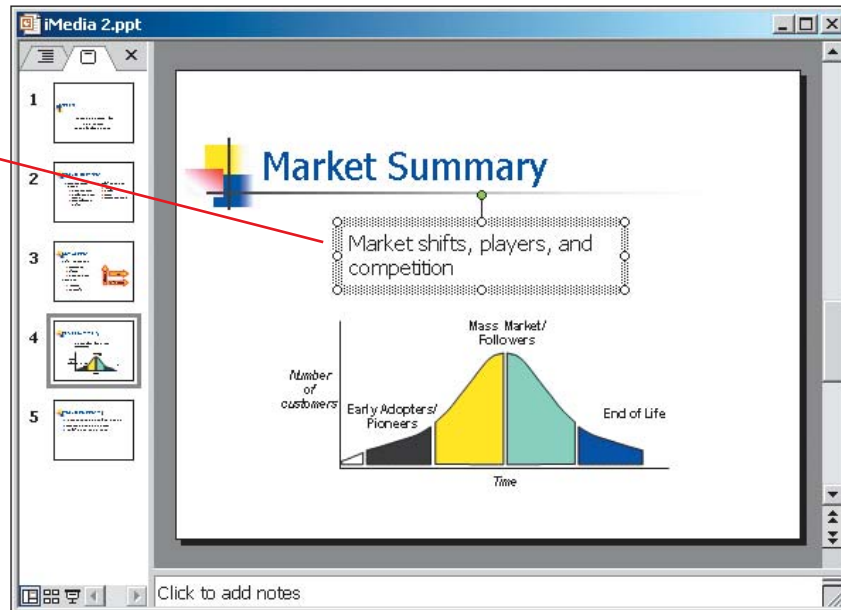 iMedia 2.ppt
1
2
3
4
5
Market Summary
Market shifts, players, and
competition
Mass Market/
Followers
Number
of
customers
Early Adopters/
Pioneers
End of Life
Time
Click to add notes